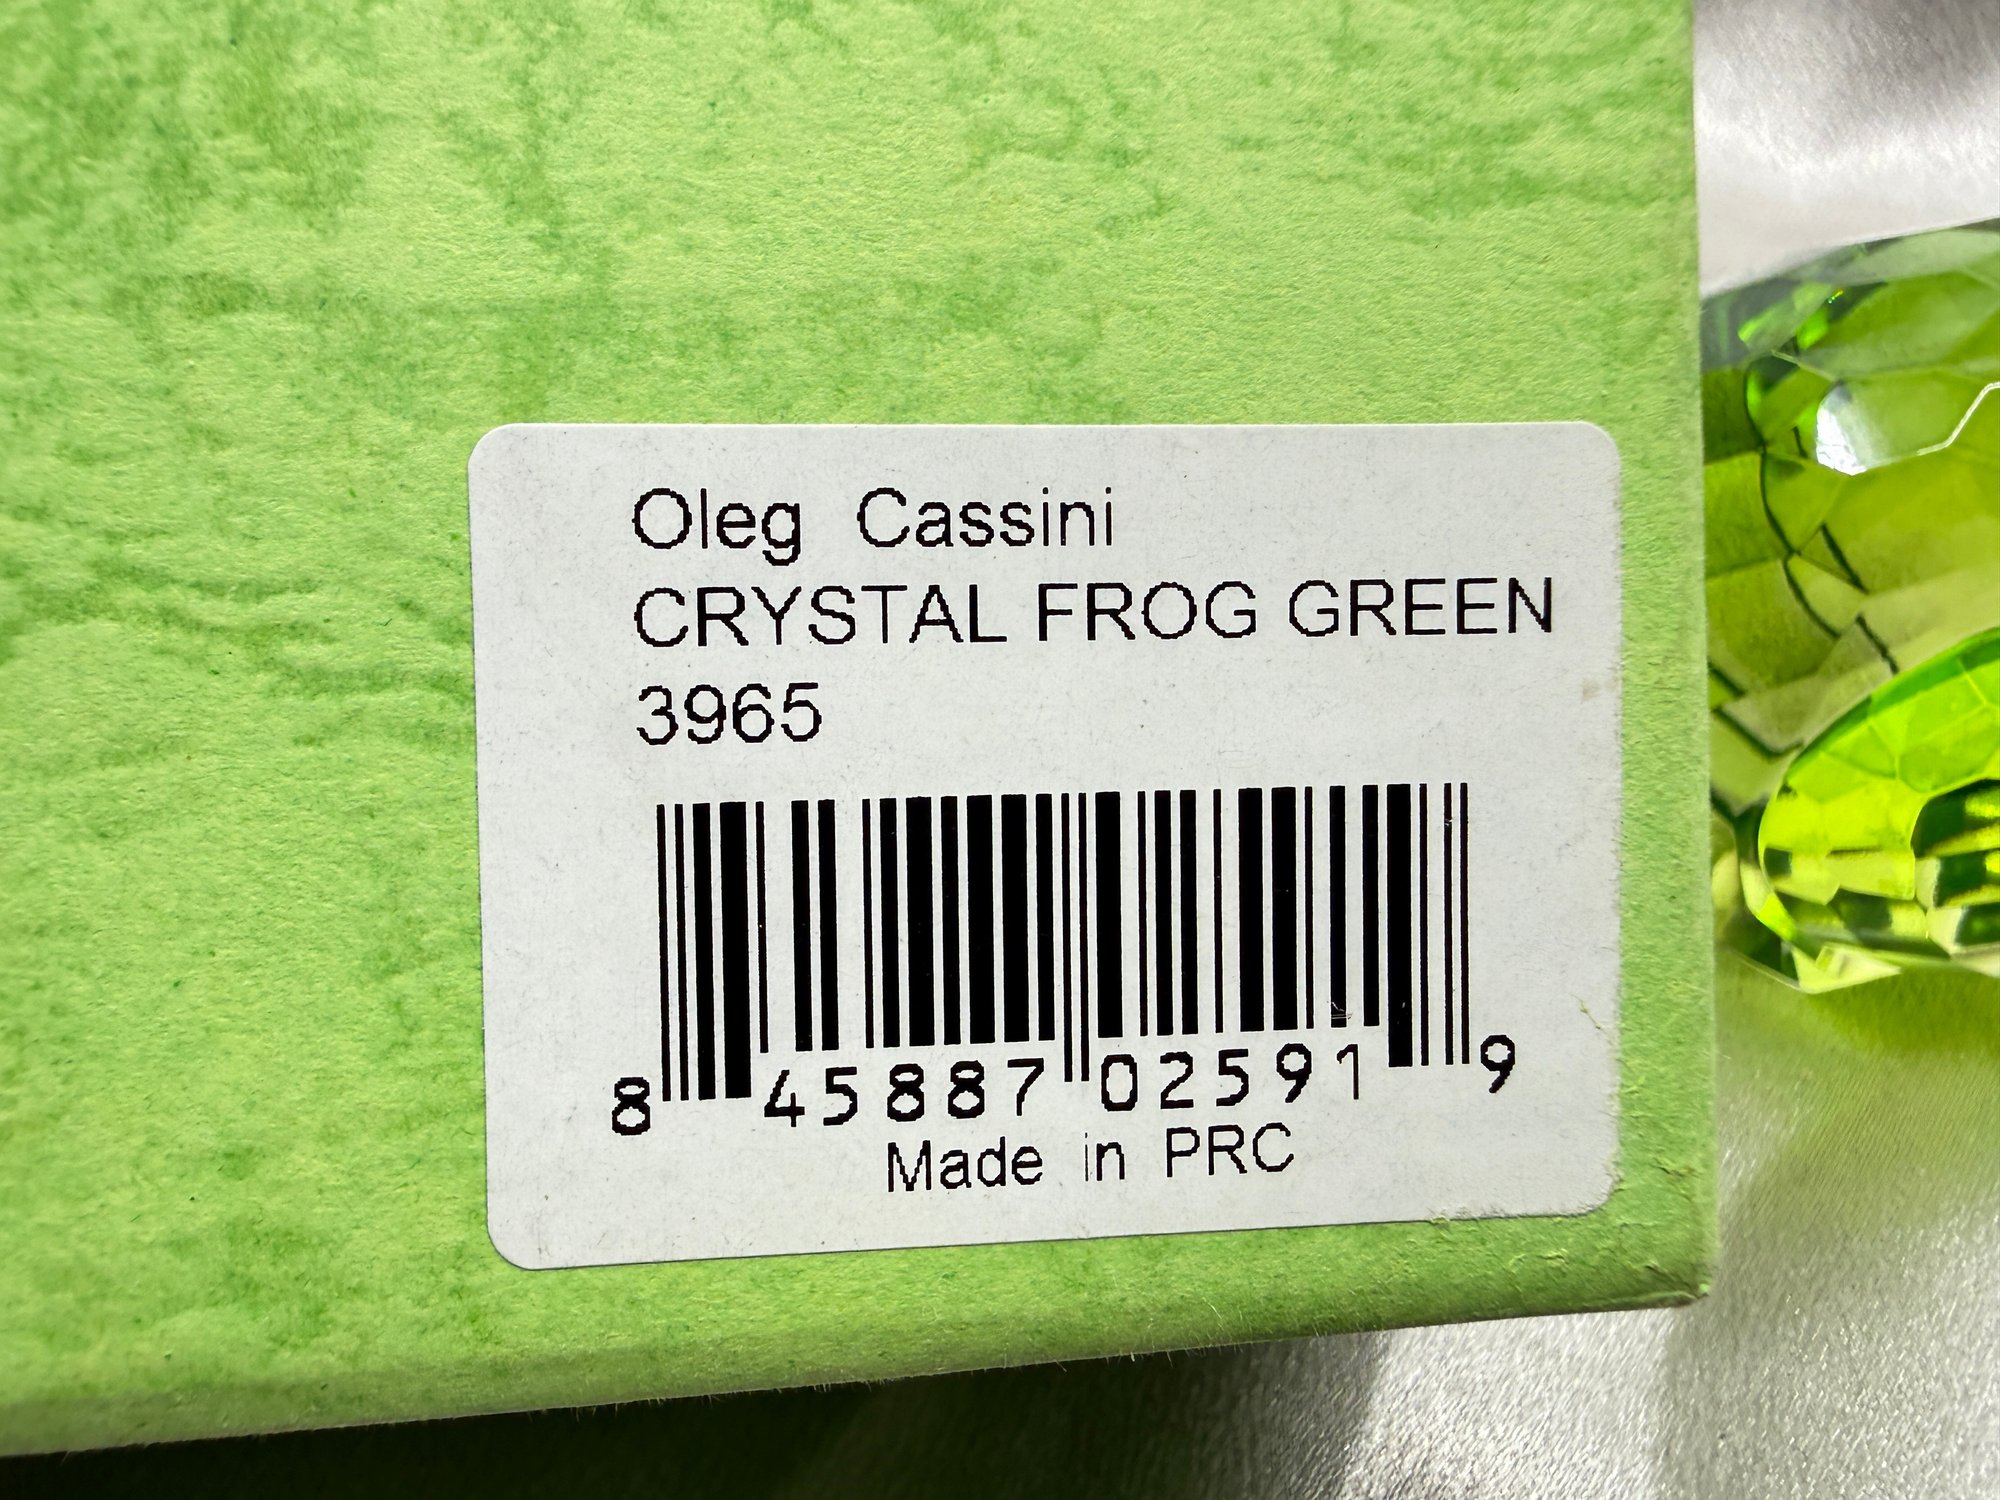 Oleg Cassini
CRYSTAL FROG GREEN
3965
8 45887 02591 9
Made in PRC